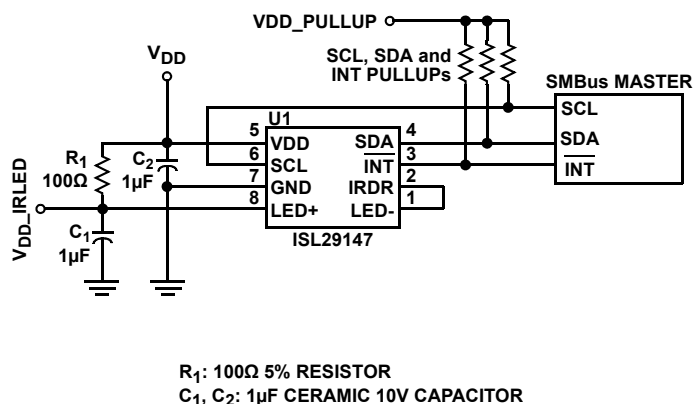 VDD_PULLUP
VDD
SCL, SDA and
INT PULLUPs
SMBus MASTER
SCL
SDA
INT
U1
5 VDD SDA 4
6 SCL INT 3
7 GND IRDR 2
8 LED+ LED- 1
ISL29147
R1
100Ω
C2
1µF
VDD_IRLED
C1
1µF
R1: 100Ω 5% RESISTOR
C1, C2: 1µF CERAMIC 10V CAPACITOR